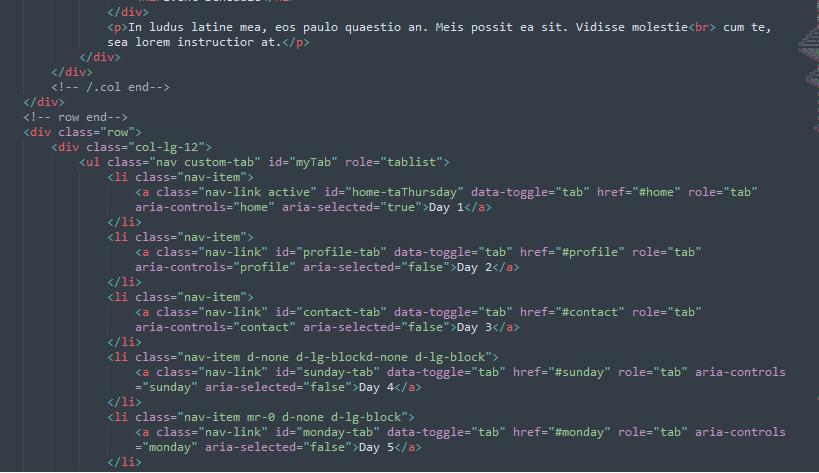 </div>
<p>In ludus latine mea, eos paulo quaestio an. Meis possit ea sit. Vidisse molestie<br> cum te,
sea lorem instructior at.</p>
</div>
</div>
<!-- /.col end-->
</div>
<!-- row end-->
<div class="row">
<div class="col-lg-12">
<ul class="nav custom-tab" id="myTab" role="tablist">
<li class="nav-item">
<a class="nav-link active" id="home-taThursday" data-toggle="tab" href="#home" role="tab"
aria-controls="home" aria-selected="true">Day 1</a>
</li>
<li class="nav-item">
<a class="nav-link" id="profile-tab" data-toggle="tab" href="#profile" role="tab"
aria-controls="profile" aria-selected="false">Day 2</a>
</li>
<li class="nav-item">
<a class="nav-link" id="contact-tab" data-toggle="tab" href="#contact" role="tab"
aria-controls="contact" aria-selected="false">Day 3</a>
</li>
<li class="nav-item d-none d-lg-blockd-none d-lg-block">
<a class="nav-link" id="sunday-tab" data-toggle="tab" href="#sunday" role="tab" aria-controls
="sunday" aria-selected="false">Day 4</a>
</li>
<li class="nav-item mr-0 d-none d-lg-block">
<a class="nav-link" id="monday-tab" data-toggle="tab" href="#monday" role="tab" aria-controls
="monday" aria-selected="false">Day 5</a>
</li>